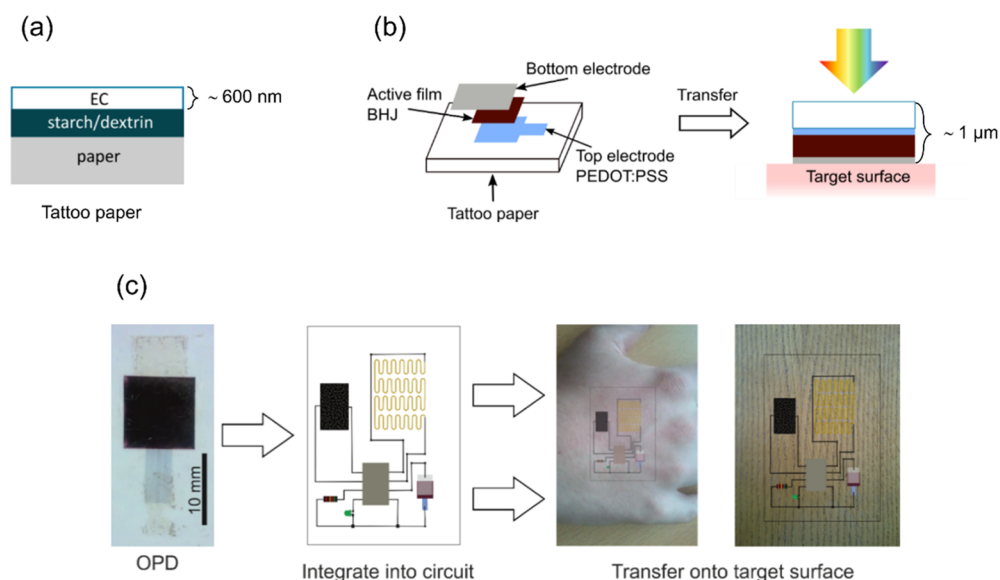 (a)
EC
~ 600 nm
starch/dextrin
paper
Tattoo paper
(b)
Bottom electrode
Active film
BHJ
Top electrode
PEDOT:PSS
Tattoo paper
Transfer
~ 1 µm
Target surface
(c)
10 mm
OPD
Integrate into circuit
Transfer onto target surface